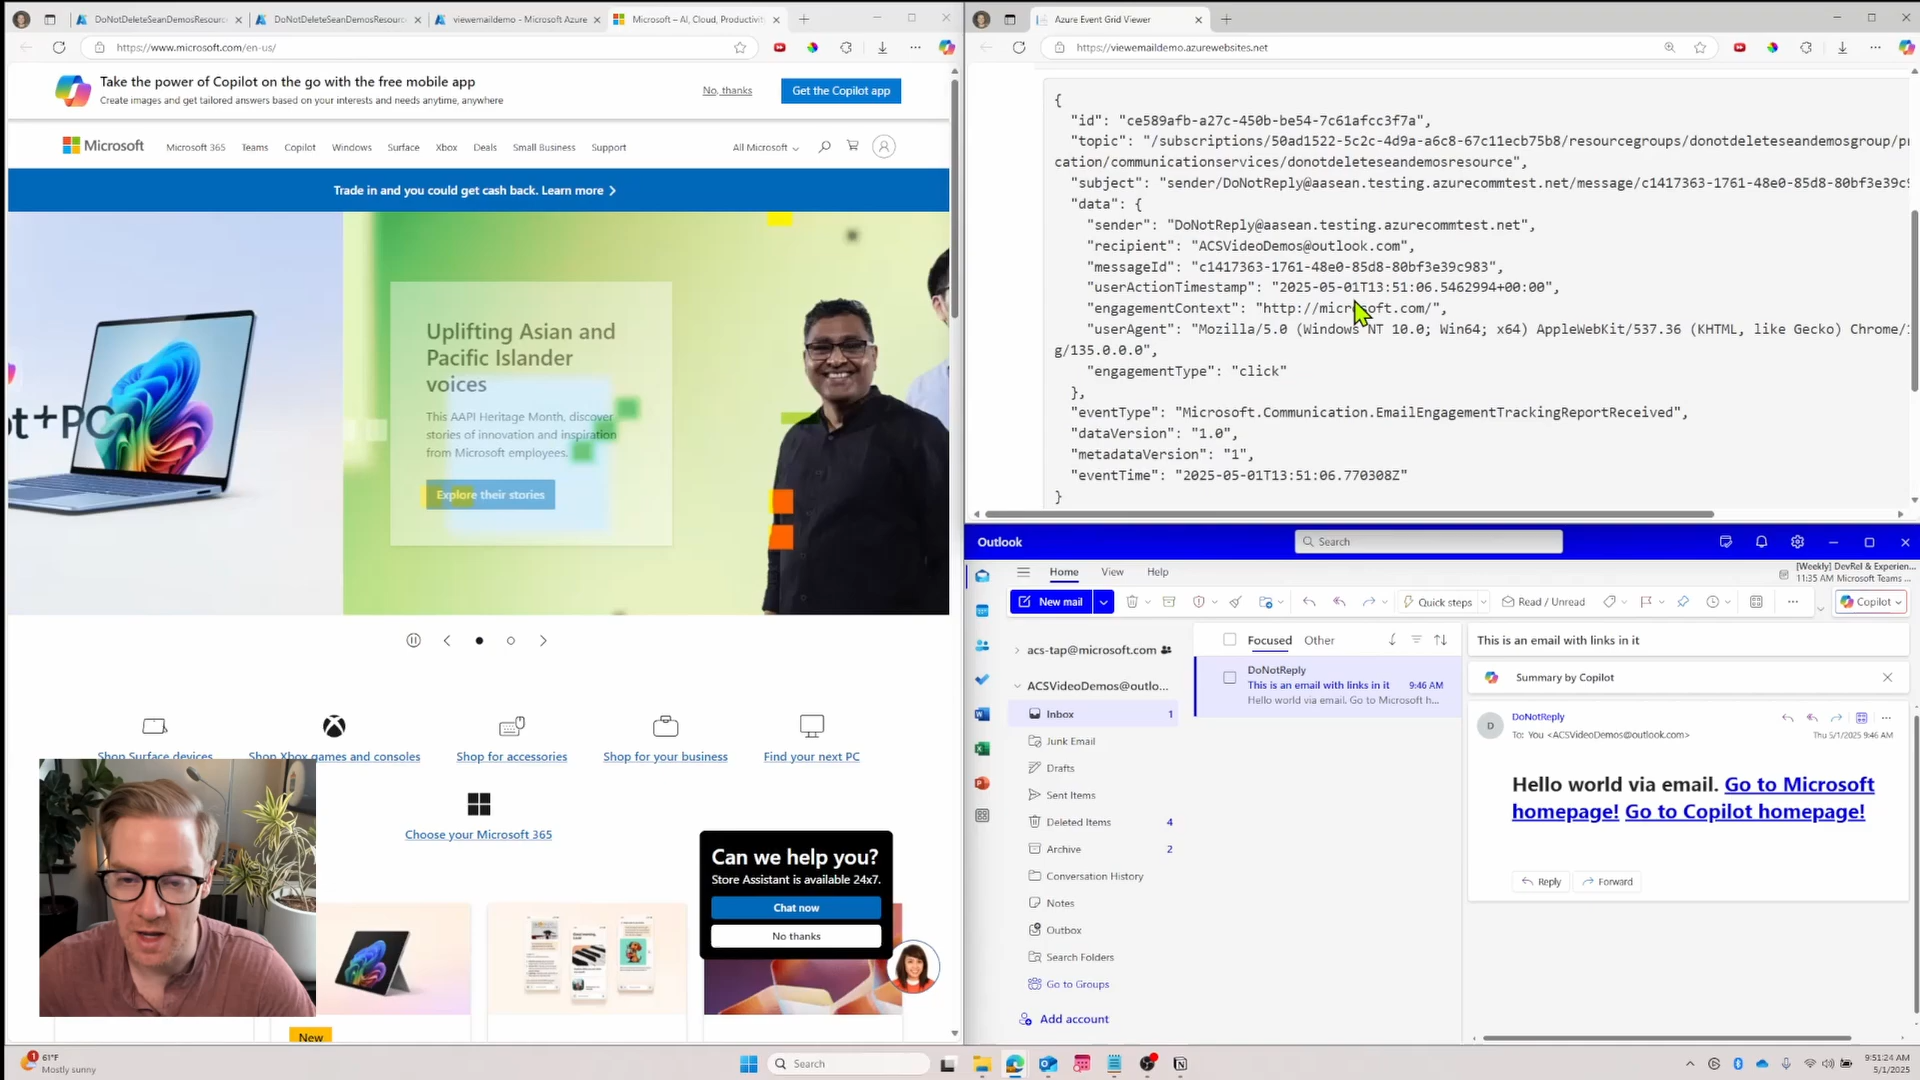 DoNotDeleteSeanDemosResourc
DoNotDeleteSeanDemosResourc
viewemaildemo - Microsoft Azure
Microsoft – AI, Cloud, Productivit
https://www.microsoft.com/en-us/
Take the power of Copilot on the go with the free mobile app
Create images and get tailored answers based on your interests and needs anytime, anywhere
No, thanks
Get the Copilot app
Microsoft
Microsoft 365
Teams
Copilot
Windows
Surface
Xbox
Deals
Small Business
Support
All Microsoft
Trade in and you could get cash back. Learn more
Uplifting Asian and
Pacific Islander
voices
This AAPI Heritage Month, discover
stories of innovation and inspiration
from Microsoft employees.
Explore their stories
ot+PC
Shop Surface devices
Shop Xbox games and consoles
Shop for accessories
Shop for your business
Find your next PC
Choose your Microsoft 365
Can we help you?
Store Assistant is available 24x7.
Chat now
No thanks
New
Azure Event Grid Viewer
https://viewemaildemo.azurewebsites.net
{
"id": "ce589afb-a27c-450b-be54-7c61afcc3f7a",
"topic": "/subscriptions/50ad1522-5c2c-4d9a-a6c8-67c11ecb75b8/resourcegroups/donotdeleteseandemosgroup/pr
cation/communicationservices/donotdeleteseandemosresource",
"subject": "sender/DoNotReply@aasean.testing.azurecommtest.net/message/c1417363-1761-48e0-85d8-80bf3e39c9
"data": {
"sender": "DoNotReply@aasean.testing.azurecommtest.net",
"recipient": "ACSVideoDemos@outlook.com",
"messageId": "c1417363-1761-48e0-85d8-80bf3e39c983",
"userActionTimestamp": "2025-05-01T13:51:06.5462994+00:00",
"engagementContext": "http://microsoft.com/",
"userAgent": "Mozilla/5.0 (Windows NT 10.0; Win64; x64) AppleWebKit/537.36 (KHTML, like Gecko) Chrome/1
g/135.0.0.0",
"engagementType": "click"
},
"eventType": "Microsoft.Communication.EmailEngagementTrackingReportReceived",
"dataVersion": "1.0",
"metadataVersion": "1",
"eventTime": "2025-05-01T13:51:06.770308Z"
}
Outlook
Search
Home
View
Help
[Weekly] DevRel & Experien...
11:35 AM Microsoft Teams ...
New mail
Quick steps
Read / Unread
Copilot
acs-tap@microsoft.com
ACSVideoDemos@outlo...
Inbox 1
Junk Email
Drafts
Sent Items
Deleted Items 4
Archive 2
Conversation History
Notes
Outbox
Search Folders
Go to Groups
Add account
Focused
Other
DoNotReply
This is an email with links in it 9:46 AM
Hello world via email. Go to Microsoft h...
This is an email with links in it
Summary by Copilot
D
DoNotReply
To: You <ACSVideoDemos@outlook.com>
Thu 5/1/2025 9:46 AM
Hello world via email. Go to Microsoft
homepage! Go to Copilot homepage!
Reply
Forward
1
61°F
Mostly sunny
Search
9:51:24 AM
5/1/2025